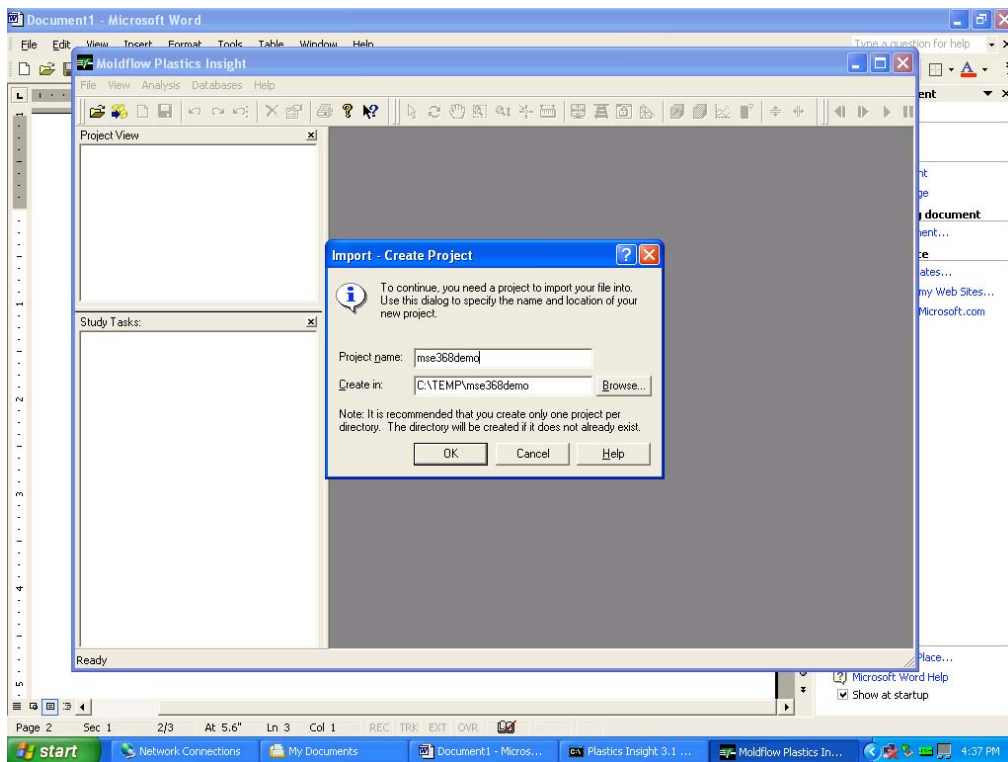 Document1 - Microsoft Word
File Edit View Insert Format Tools Table Window Help
Type a question for help
Moldflow Plastics Insight
File View Analysis Databases Help
ent
Project View
nt
ge
document
ent...
Import - Create Project
te
ates...
my Web Sites...
Microsoft.com
To continue, you need a project to import your file into.
Use this dialog to specify the name and location of your
new project.
Study Tasks:
Project name: mse368demo
Create in: C:\TEMP\mse368demo Browse...
Note: It is recommended that you create only one project per
directory. The directory will be created if it does not already exist.
OK Cancel Help
Ready
Place...
Microsoft Word Help
Show at startup
Page 2 Sec 1 2/3 At 5.6" Ln 3 Col 1 REC TRK EXT OVR
start Network Connections My Documents Document1 - Micros... Plastics Insight 3.1 ... Moldflow Plastics In... 4:37 PM